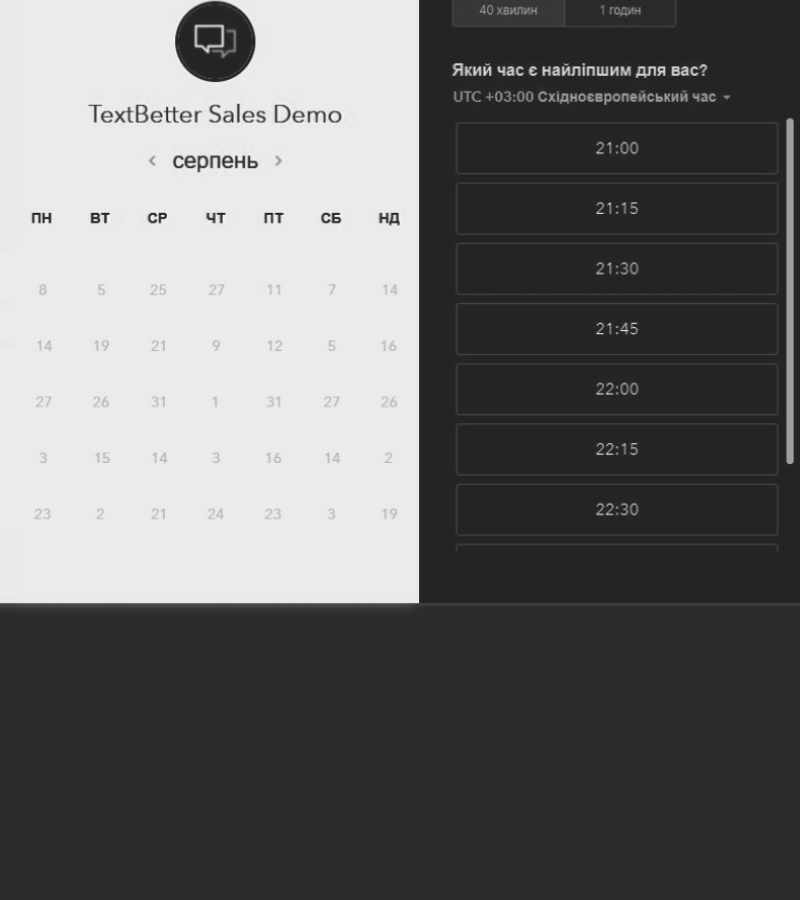 TextBetter Sales Demo
серпень
ПН ВТ СР ЧТ ПТ СБ НД
8 5 25 27 11 7 14
14 19 21 9 12 5 16
27 26 31 1 31 27 26
3 15 14 3 16 14 2
23 2 21 24 23 3 19
40 хвилин 1 годин
Який час є найліпшим для вас?
UTC +03:00 Східноєвропейський час
21:00
21:15
21:30
21:45
22:00
22:15
22:30